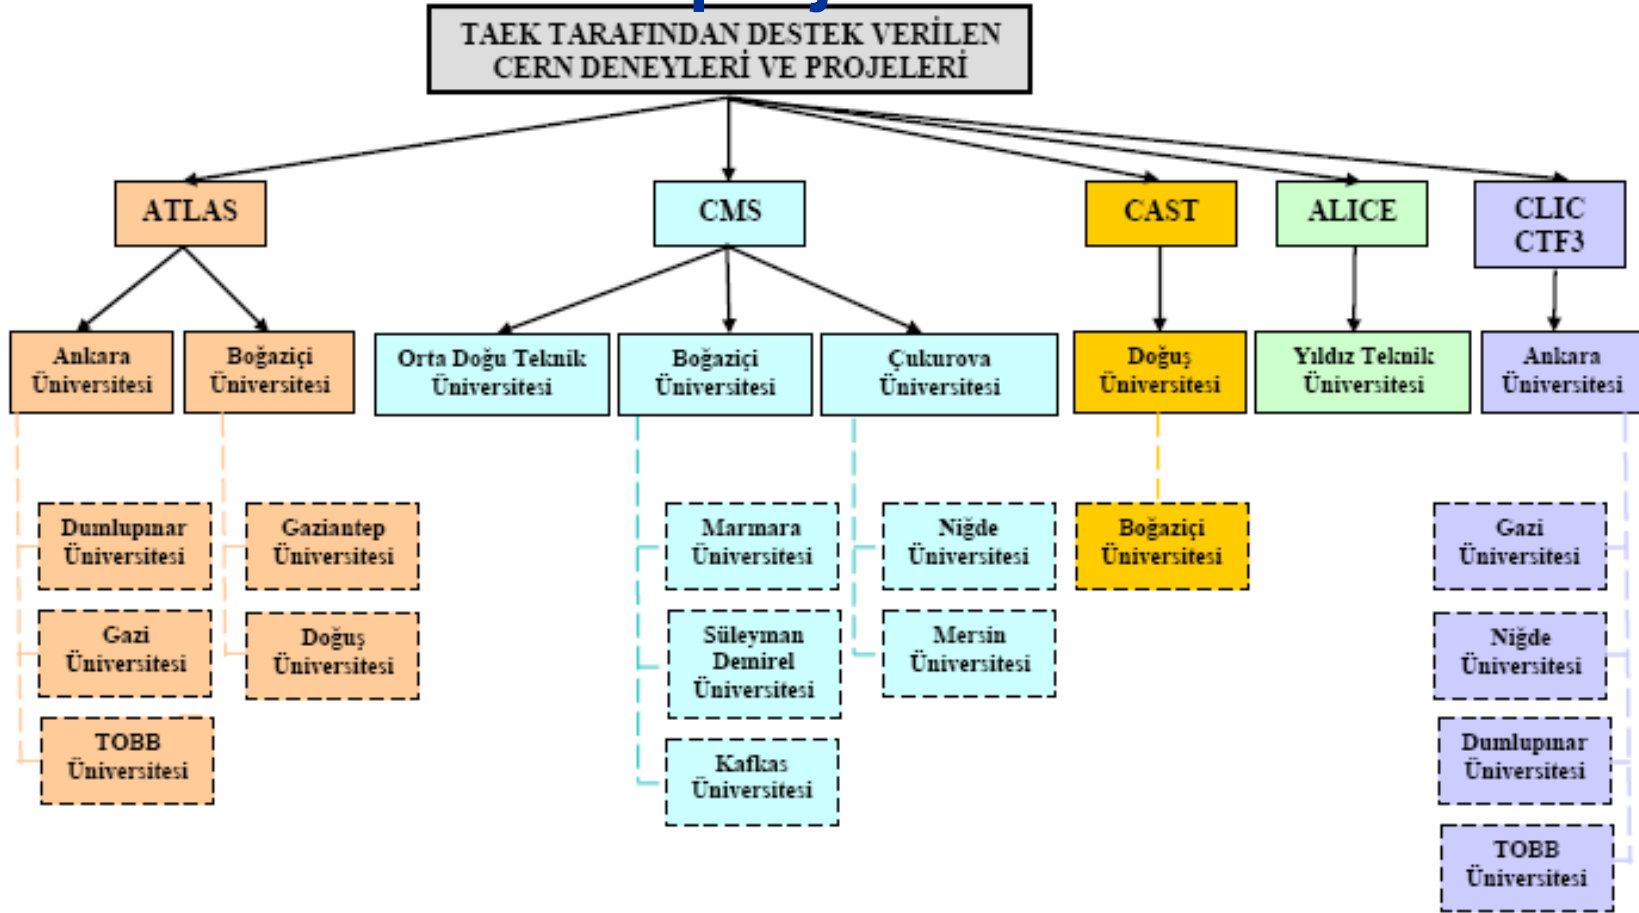 TAEK TARAFINDAN DESTEK VERİLEN
CERN DENEYLERİ VE PROJELERİ
ATLAS
CMS
CAST
ALICE
CLIC
CTF3
Ankara
Üniversitesi
Boğaziçi
Üniversitesi
Orta Doğu Teknik
Üniversitesi
Boğaziçi
Üniversitesi
Çukurova
Üniversitesi
Doğuş
Üniversitesi
Yıldız Teknik
Üniversitesi
Ankara
Üniversitesi
Dumlupınar
Üniversitesi
Gaziantep
Üniversitesi
Marmara
Üniversitesi
Niğde
Üniversitesi
Boğaziçi
Üniversitesi
Gazi
Üniversitesi
Gazi
Üniversitesi
Doğuş
Üniversitesi
Süleyman
Demirel
Üniversitesi
Mersin
Üniversitesi
Niğde
Üniversitesi
TOBB
Üniversitesi
Kafkas
Üniversitesi
Dumlupınar
Üniversitesi
TOBB
Üniversitesi